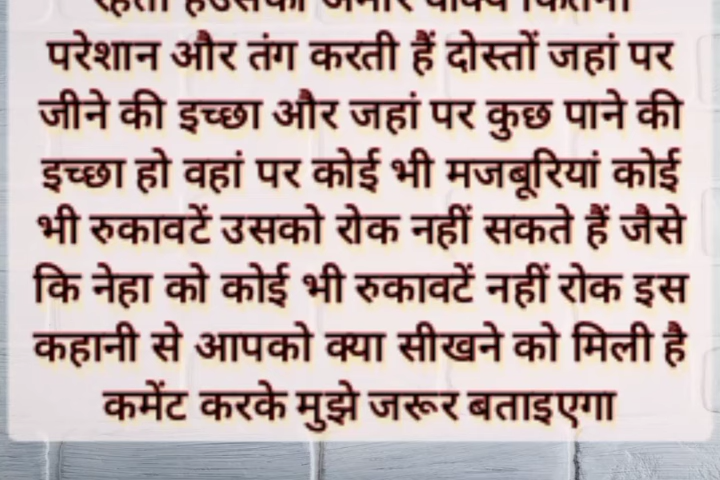 परेशान और तंग करती हैं दोस्तों जहां पर
जीने की इच्छा और जहां पर कुछ पाने की
इच्छा हो वहां पर कोई भी मजबूरियां कोई
भी रुकावटें उसको रोक नहीं सकते हैं जैसे
कि नेहा को कोई भी रुकावटें नहीं रोक इस
कहानी से आपको क्या सीखने को मिली है
कमेंट करके मुझे जरूर बताइएगा